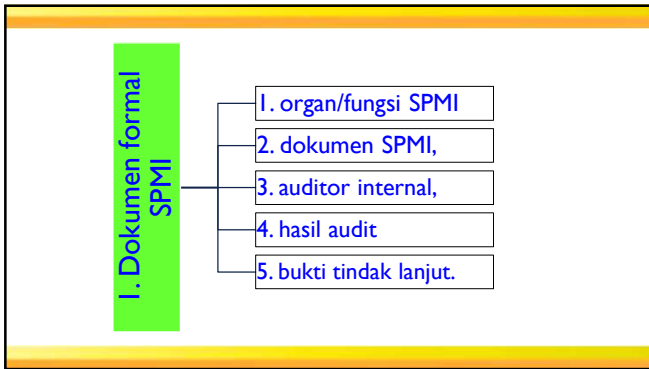 1. Dokumen formal
SPMI
1. organ/fungsi SPMI
2. dokumen SPMI,
3. auditor internal,
4. hasil audit
5. bukti tindak lanjut.